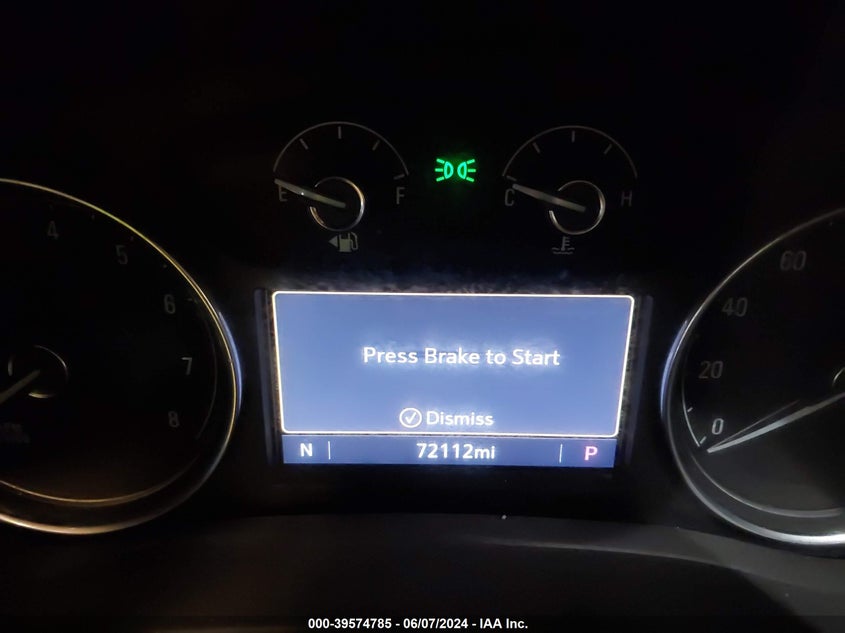 E F
C H
4
5
6
7
8
60
40
20
0
Press Brake to Start
Dismiss
N 72112mi P
000-39574785 - 06/07/2024 - IAA Inc.